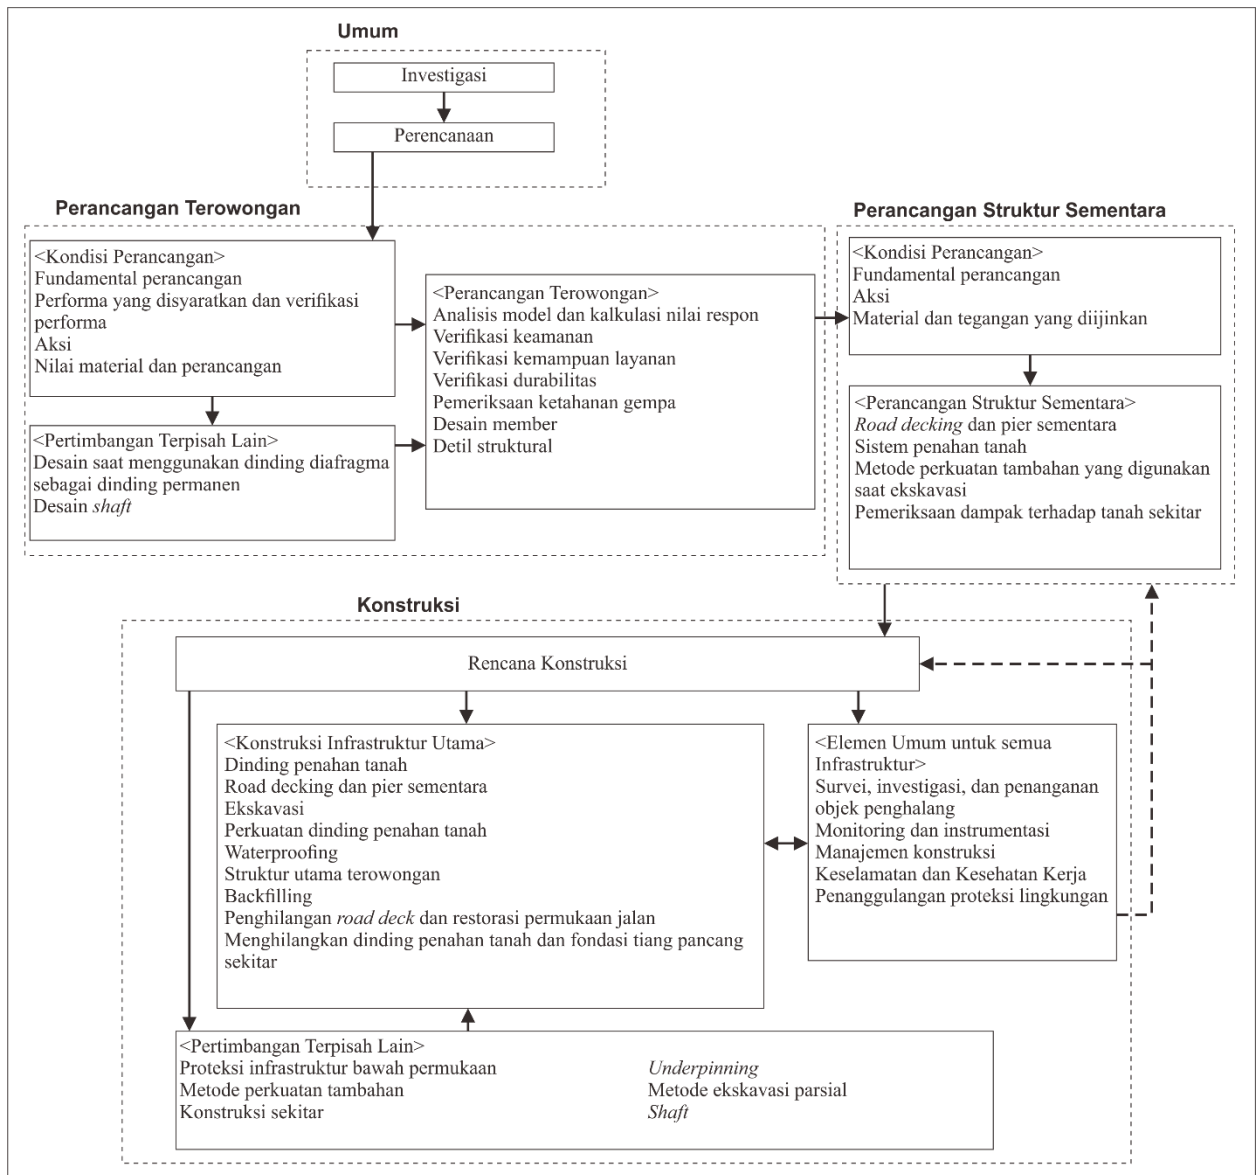 Umum
Investigasi
Perencanaan
Perancangan Terowongan
<Kondisi Perancangan>
Fundamental perancangan
Performa yang disyaratkan dan verifikasi
performa
Aksi
Nilai material dan perancangan
<Pertimbangan Terpisah Lain>
Desain saat menggunakan dinding diafragma
sebagai dinding permanen
Desain shaft
<Perancangan Terowongan>
Analisis model dan kalkulasi nilai respon
Verifikasi keamanan
Verifikasi kemampuan layanan
Verifikasi durabilitas
Pemeriksaan ketahanan gempa
Desain member
Detil struktural
Perancangan Struktur Sementara
<Kondisi Perancangan>
Fundamental perancangan
Aksi
Material dan tegangan yang diijinkan
<Perancangan Struktur Sementara>
Road decking dan pier sementara
Sistem penahan tanah
Metode perkuatan tambahan yang digunakan
saat ekskavasi
Pemeriksaan dampak terhadap tanah sekitar
Konstruksi
Rencana Konstruksi
<Konstruksi Infrastruktur Utama>
Dinding penahan tanah
Road decking dan pier sementara
Ekskavasi
Perkuatan dinding penahan tanah
Waterproofing
Struktur utama terowongan
Backfilling
Penghilangan road deck dan restorasi permukaan jalan
Menghilangkan dinding penahan tanah dan fondasi tiang pancang
sekitar
<Elemen Umum untuk semua
Infrastruktur>
Survei, investigasi, dan penanganan
objek penghalang
Monitoring dan instrumentasi
Manajemen konstruksi
Keselamatan dan Kesehatan Kerja
Penanggulangan proteksi lingkungan
<Pertimbangan Terpisah Lain>
Proteksi infrastruktur bawah permukaan
Metode perkuatan tambahan
Konstruksi sekitar
Underpinning
Metode ekskavasi parsial
Shaft